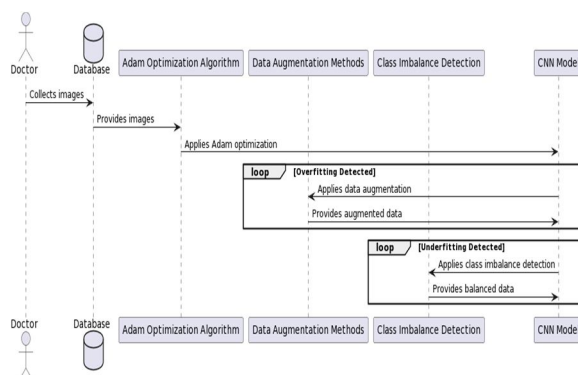 Doctor
Database
Adam Optimization Algorithm
Data Augmentation Methods
Class Imbalance Detection
CNN Mode
Collects images
Provides images
Applies Adam optimization
loop [Overfitting Detected]
Applies data augmentation
Provides augmented data
loop [Underfitting Detected]
Applies class imbalance detection
Provides balanced data
Doctor
Database
Adam Optimization Algorithm
Data Augmentation Methods
Class Imbalance Detection
CNN Mode